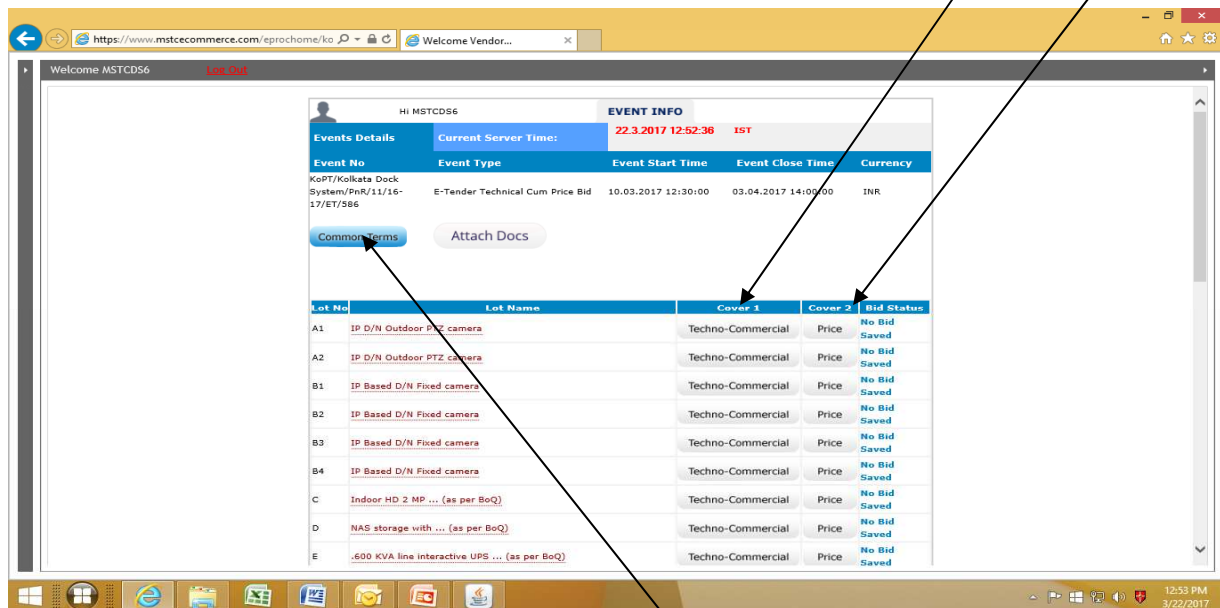 https://www.mstcecommerce.com/eprochome/ko
Welcome Vendor...
Welcome MSTCDS6 Log Out
Hi MSTCDS6 EVENT INFO
Events Details Current Server Time: 22.3.2017 12:52:36 IST
Event No Event Type Event Start Time Event Close Time Currency
KoPT/Kolkata Dock
System/PnR/11/16-
17/ET/586
E-Tender Technical Cum Price Bid 10.03.2017 12:30:00 03.04.2017 14:00:00 INR
Common Terms Attach Docs
Lot No Lot Name Cover 1 Cover 2 Bid Status
A1 IP D/N Outdoor PTZ camera Techno-Commercial Price No Bid
Saved
A2 IP D/N Outdoor PTZ camera Techno-Commercial Price No Bid
Saved
B1 IP Based D/N Fixed camera Techno-Commercial Price No Bid
Saved
B2 IP Based D/N Fixed camera Techno-Commercial Price No Bid
Saved
B3 IP Based D/N Fixed camera Techno-Commercial Price No Bid
Saved
B4 IP Based D/N Fixed camera Techno-Commercial Price No Bid
Saved
C Indoor HD 2 MP ... (as per BoQ) Techno-Commercial Price No Bid
Saved
D NAS storage with ... (as per BoQ) Techno-Commercial Price No Bid
Saved
E .600 KVA line interactive UPS ... (as per BoQ) Techno-Commercial Price No Bid
Saved
12:53 PM
3/22/2017